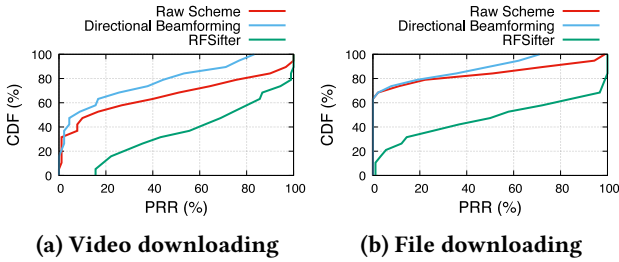 Raw Scheme
Directional Beamforming
RFSifter
CDF (%)
100
80
60
40
20
0
0 20 40 60 80 100
PRR (%)
(a) Video downloading
Raw Scheme
Directional Beamforming
RFSifter
CDF (%)
100
80
60
40
20
0
0 20 40 60 80 100
PRR (%)
(b) File downloading